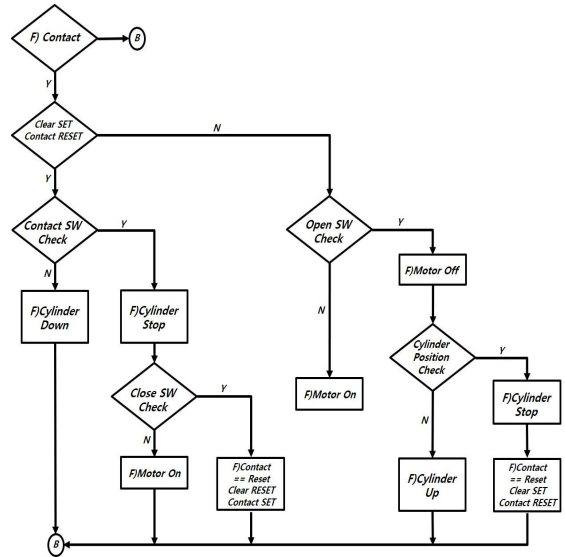 F) Contact
B
Y
Clear SET
Contact RESET
N
Y
Contact SW
Check
Y
N
Open SW
Check
Y
N
F)Motor Off
F)Cylinder
Down
F)Cylinder
Stop
Cylinder
Position
Check
Y
N
Close SW
Check
Y
N
F)Motor On
F)Cylinder
Stop
F)Motor On
F)Contact
== Reset
Clear RESET
Contact SET
F)Cylinder
Up
F)Contact
== Reset
Clear SET
Contact RESET
B